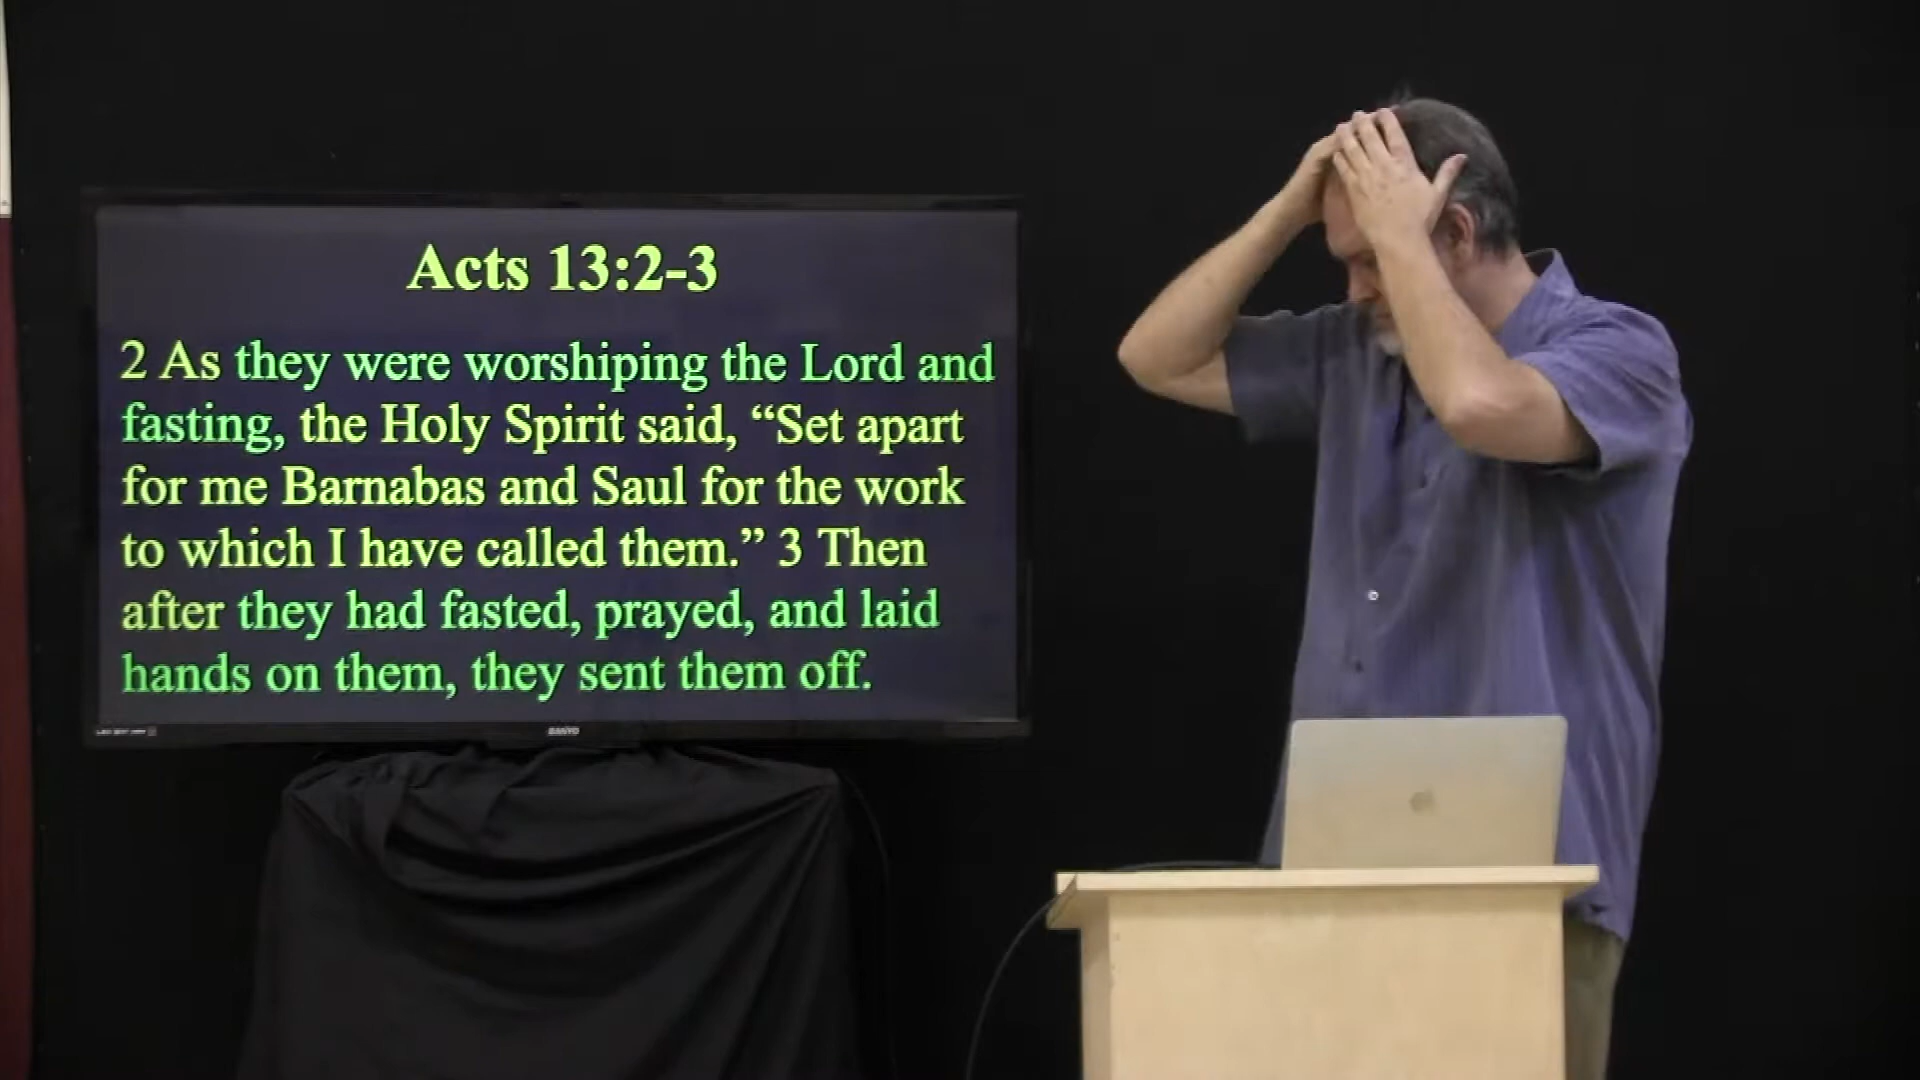 Acts 13:2-3
2 As they were worshiping the Lord and
fasting, the Holy Spirit said, “Set apart
for me Barnabas and Saul for the work
to which I have called them.” 3 Then
after they had fasted, prayed, and laid
hands on them, they sent them off.
SANYO